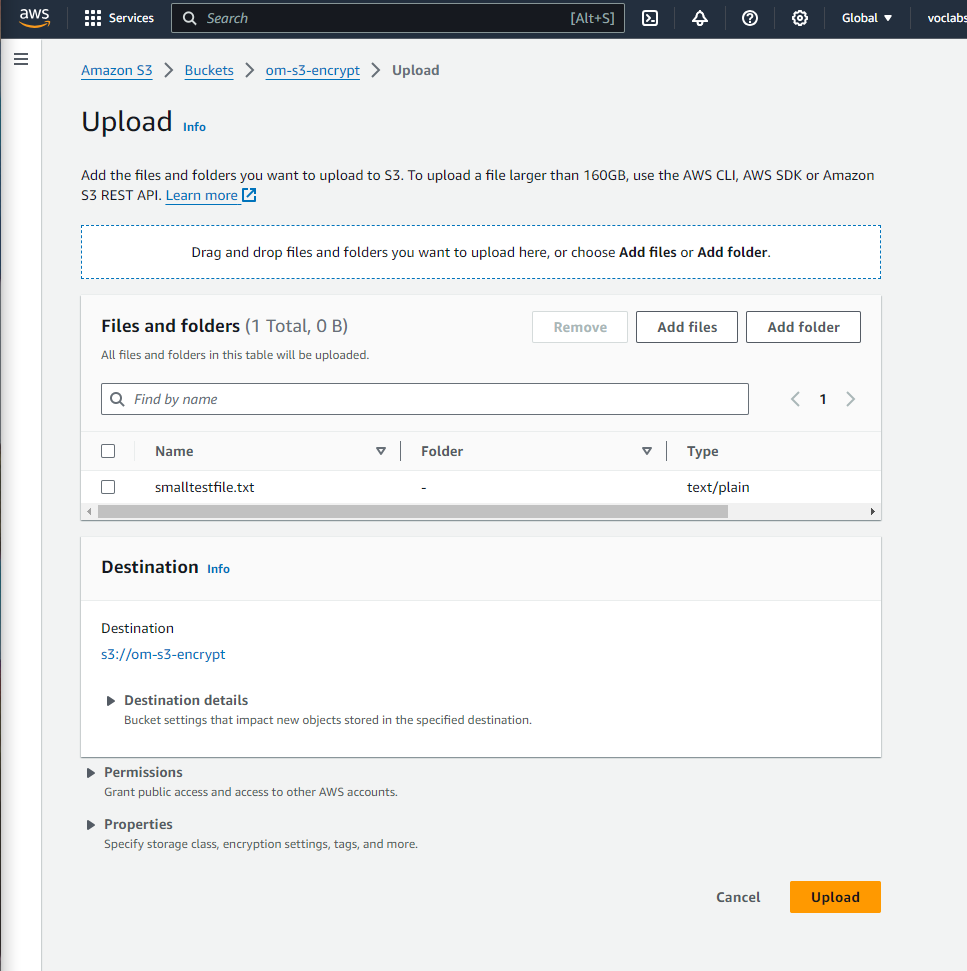 aws Services Search [Alt+S] Global voclabs
Amazon S3 Buckets om-s3-encrypt Upload
Upload Info
Add the files and folders you want to upload to S3. To upload a file larger than 160GB, use the AWS CLI, AWS SDK or Amazon
S3 REST API. Learn more
Drag and drop files and folders you want to upload here, or choose Add files or Add folder.
Files and folders (1 Total, 0 B) Remove Add files Add folder
All files and folders in this table will be uploaded.
Find by name 1
Name Folder Type
smalltestfile.txt - text/plain
Destination Info
Destination
s3://om-s3-encrypt
Destination details
Bucket settings that impact new objects stored in the specified destination.
Permissions
Grant public access and access to other AWS accounts.
Properties
Specify storage class, encryption settings, tags, and more.
Cancel Upload